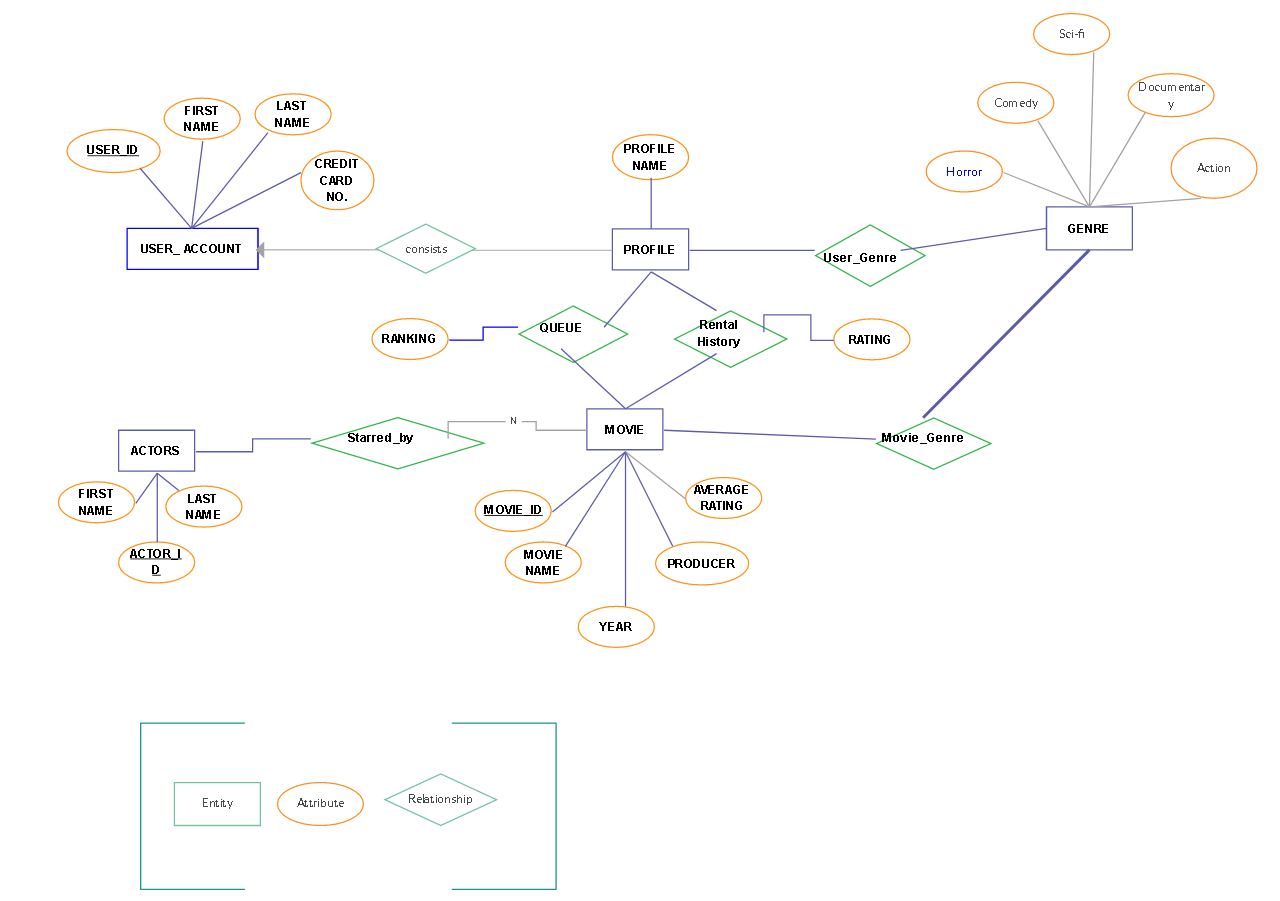 Sci-fi
Documentar
y
Comedy
FIRST
NAME
LAST
NAME
USER_ID
CREDIT
CARD
NO.
PROFILE
NAME
Horror
Action
USER_ ACCOUNT
consists
PROFILE
User_Genre
GENRE
RANKING
QUEUE
Rental
History
RATING
ACTORS
Starred_by
N
MOVIE
Movie_Genre
FIRST
NAME
LAST
NAME
ACTOR_I
D
MOVIE_ID
AVERAGE
RATING
MOVIE
NAME
PRODUCER
YEAR
Entity
Attribute
Relationship